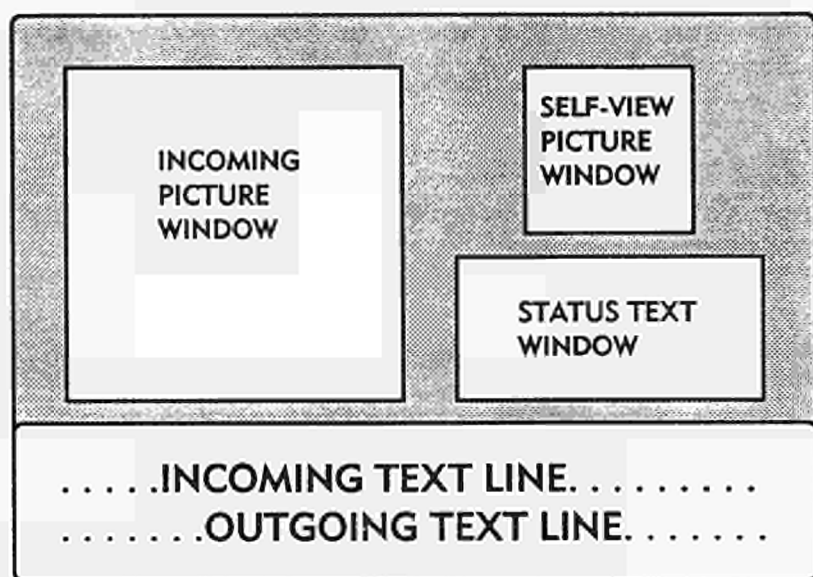 INCOMING
PICTURE
WINDOW
SELF-VIEW
PICTURE
WINDOW
STATUS TEXT
WINDOW
. . . . .INCOMING TEXT LINE. . . . . . . . .
. . . . . . .OUTGOING TEXT LINE. . . . . . .